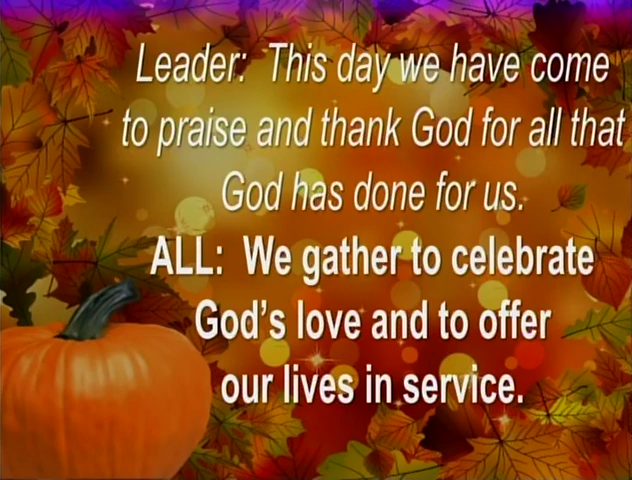 Leader:  This day we have come
to praise and thank God for all that
God has done for us.
ALL:  We gather to celebrate
God's love and to offer
our lives in service.